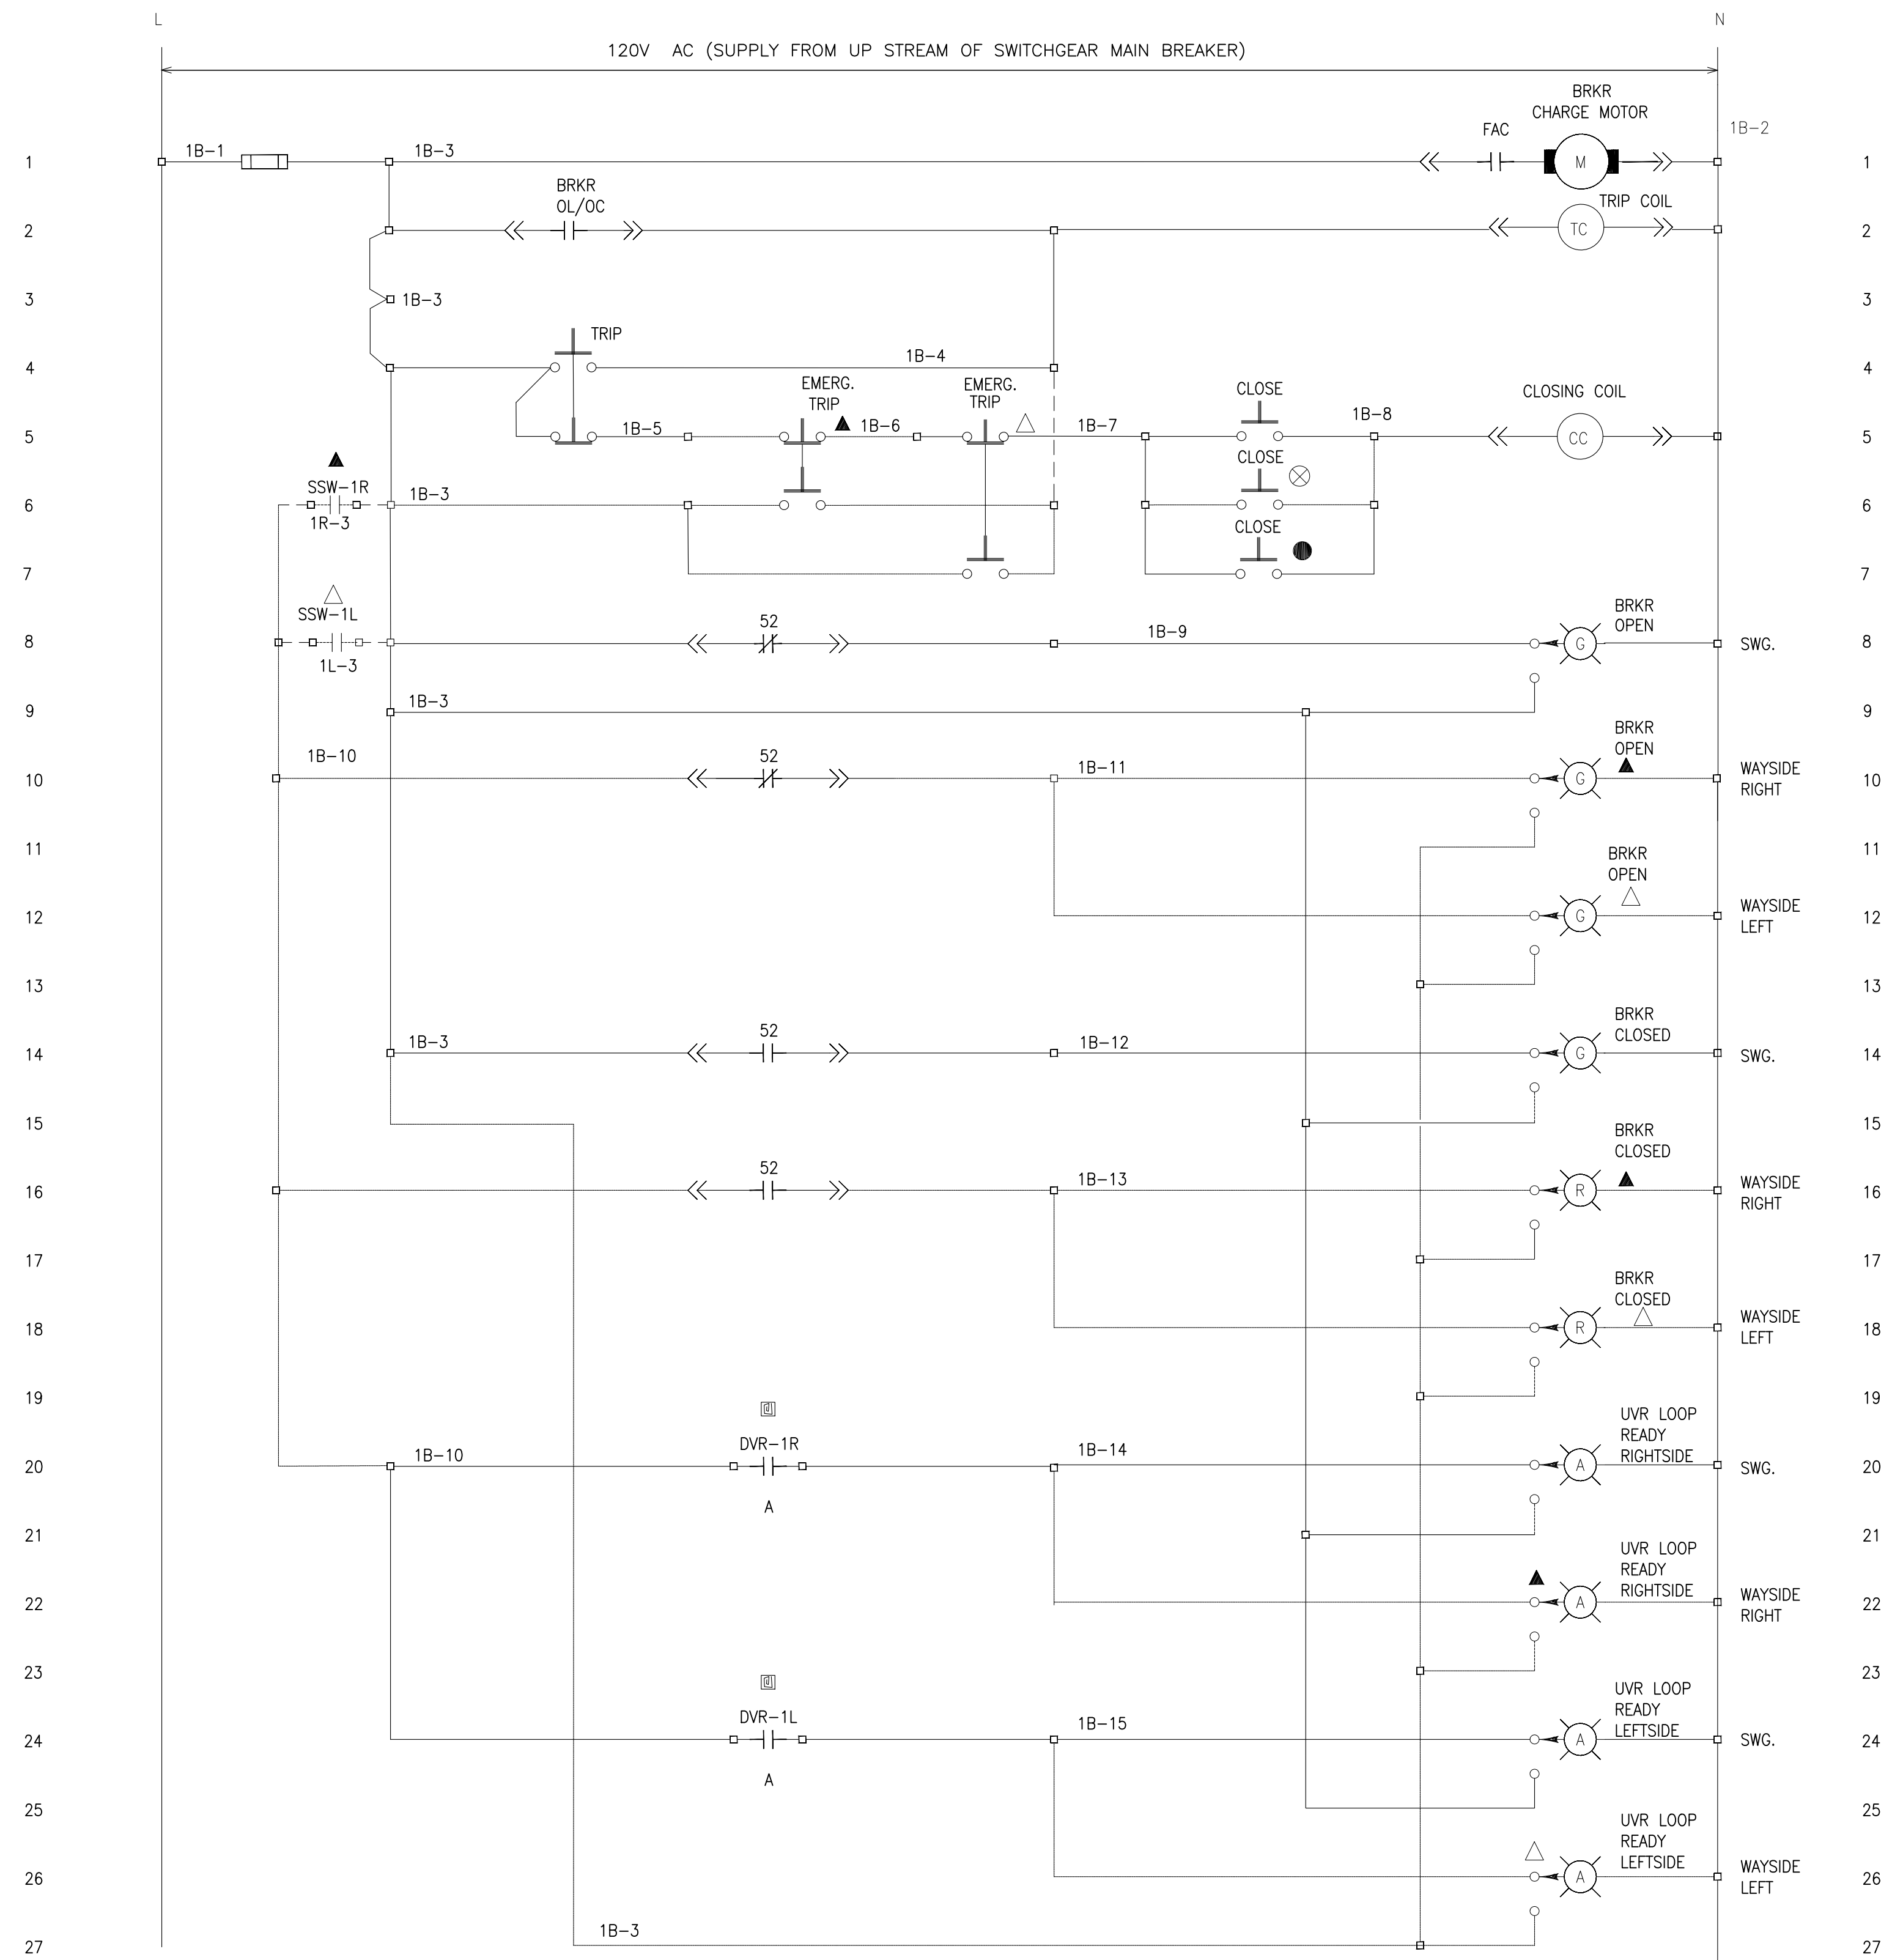 L N
120V AC (SUPPLY FROM UP STREAM OF SWITCHGEAR MAIN BREAKER)
BRKR
CHARGE MOTOR
FAC
1B-2
1 1B-1 1B-3 M 1
BRKR
OL/OC
TRIP COIL
2 TC 2
3 1B-3 3
TRIP
4 1B-4 4
EMERG.
TRIP
EMERG.
TRIP
CLOSE
CLOSING COIL
5 1B-5 1B-6 1B-7 1B-8 CC 5
CLOSE
SSW-1R
6 1B-3 6
1R-3
CLOSE
7 7
SSW-1L
BRKR
OPEN
52
1B-9
8 G SWG. 8
1L-3
9 1B-3 9
BRKR
OPEN
1B-10 52 1B-11
10 G 10
WAYSIDE
RIGHT
11 11
BRKR
OPEN
12 G 12
WAYSIDE
LEFT
13 13
BRKR
CLOSED
52
1B-3 1B-12
14 G SWG. 14
15 15
BRKR
CLOSED
52
1B-13
16 R 16
WAYSIDE
RIGHT
17 17
BRKR
CLOSED
18 R 18
WAYSIDE
LEFT
19 19
UVR LOOP
READY
RIGHTSIDE
DVR-1R
1B-10 1B-14
20 A SWG. 20
A
21 21
UVR LOOP
READY
RIGHTSIDE
22 A 22
WAYSIDE
RIGHT
23 23
UVR LOOP
READY
LEFTSIDE
DVR-1L
1B-15
24 A SWG. 24
A
25 25
UVR LOOP
READY
LEFTSIDE
26 A 26
WAYSIDE
LEFT
1B-3
27 27